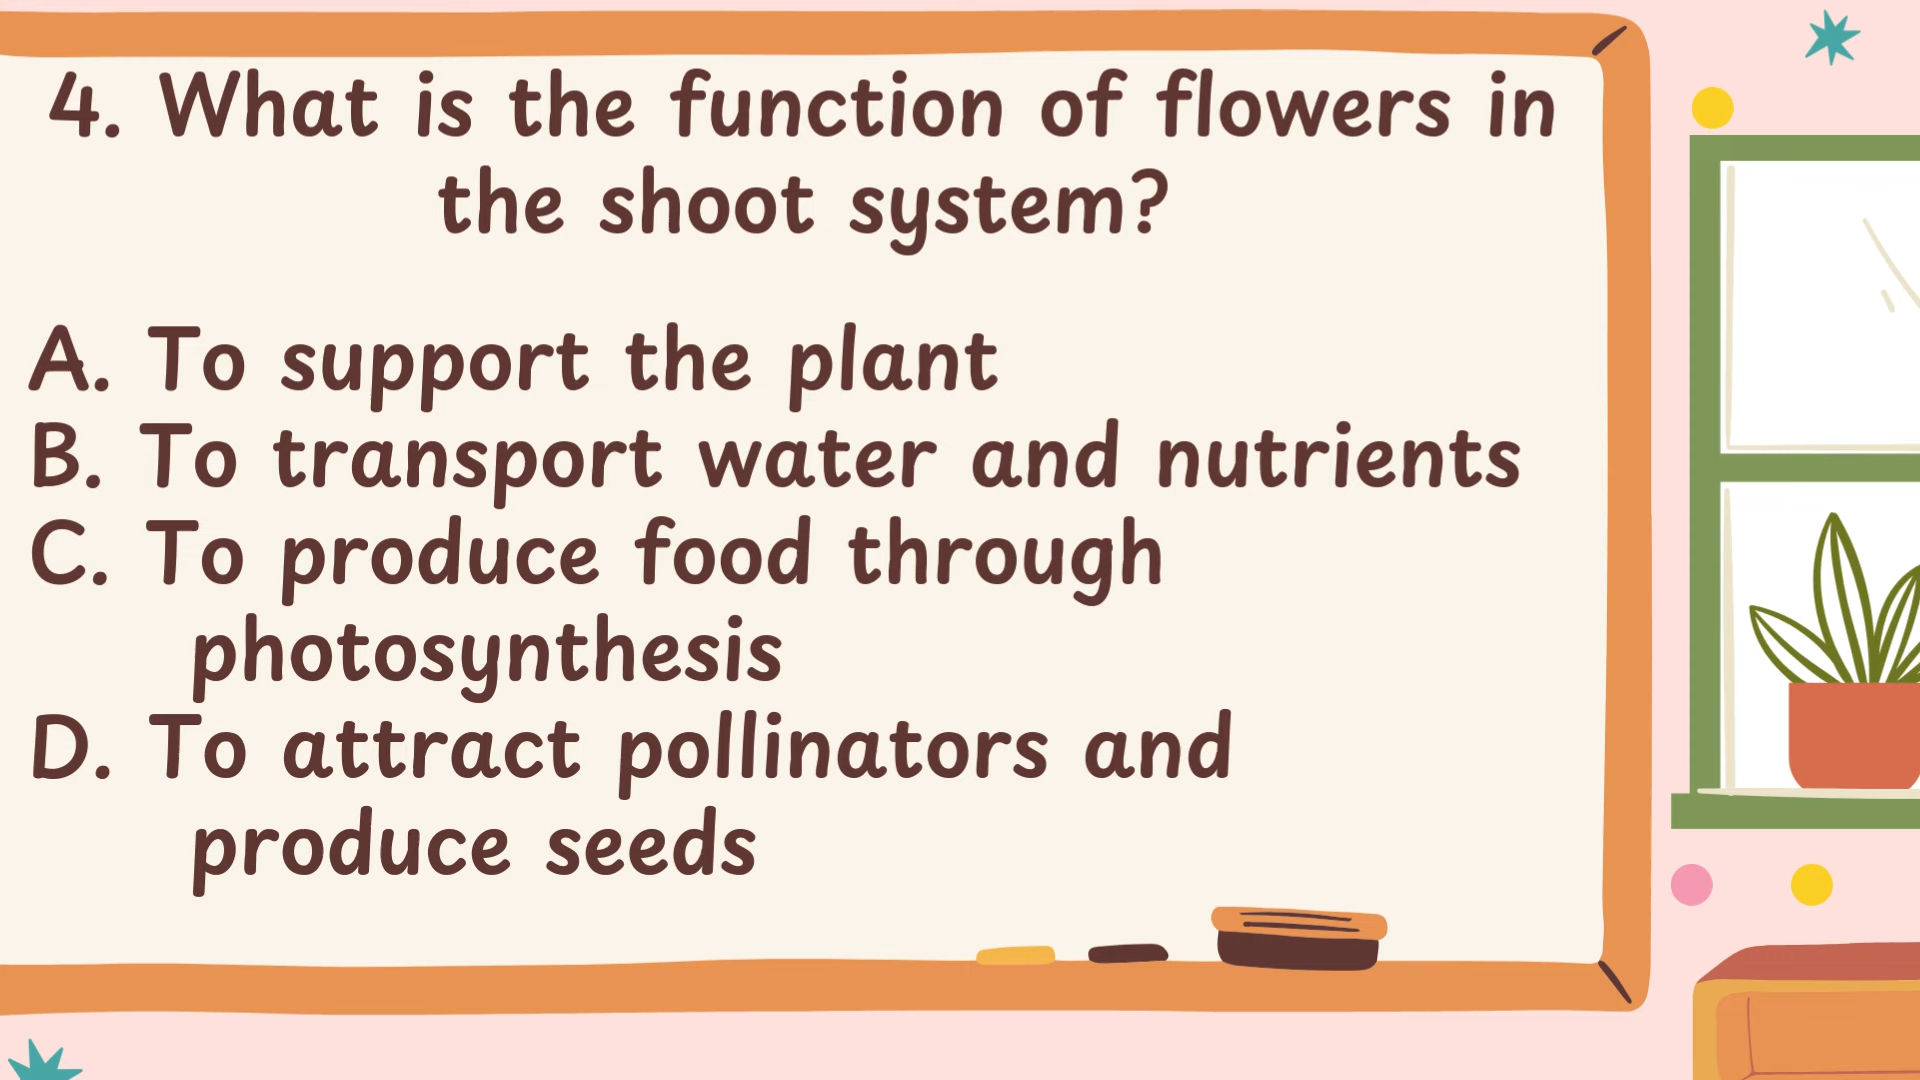 4. What is the function of flowers in
the shoot system?
A. To support the plant
B. To transport water and nutrients
C. To produce food through
photosynthesis
D. To attract pollinators and
produce seeds